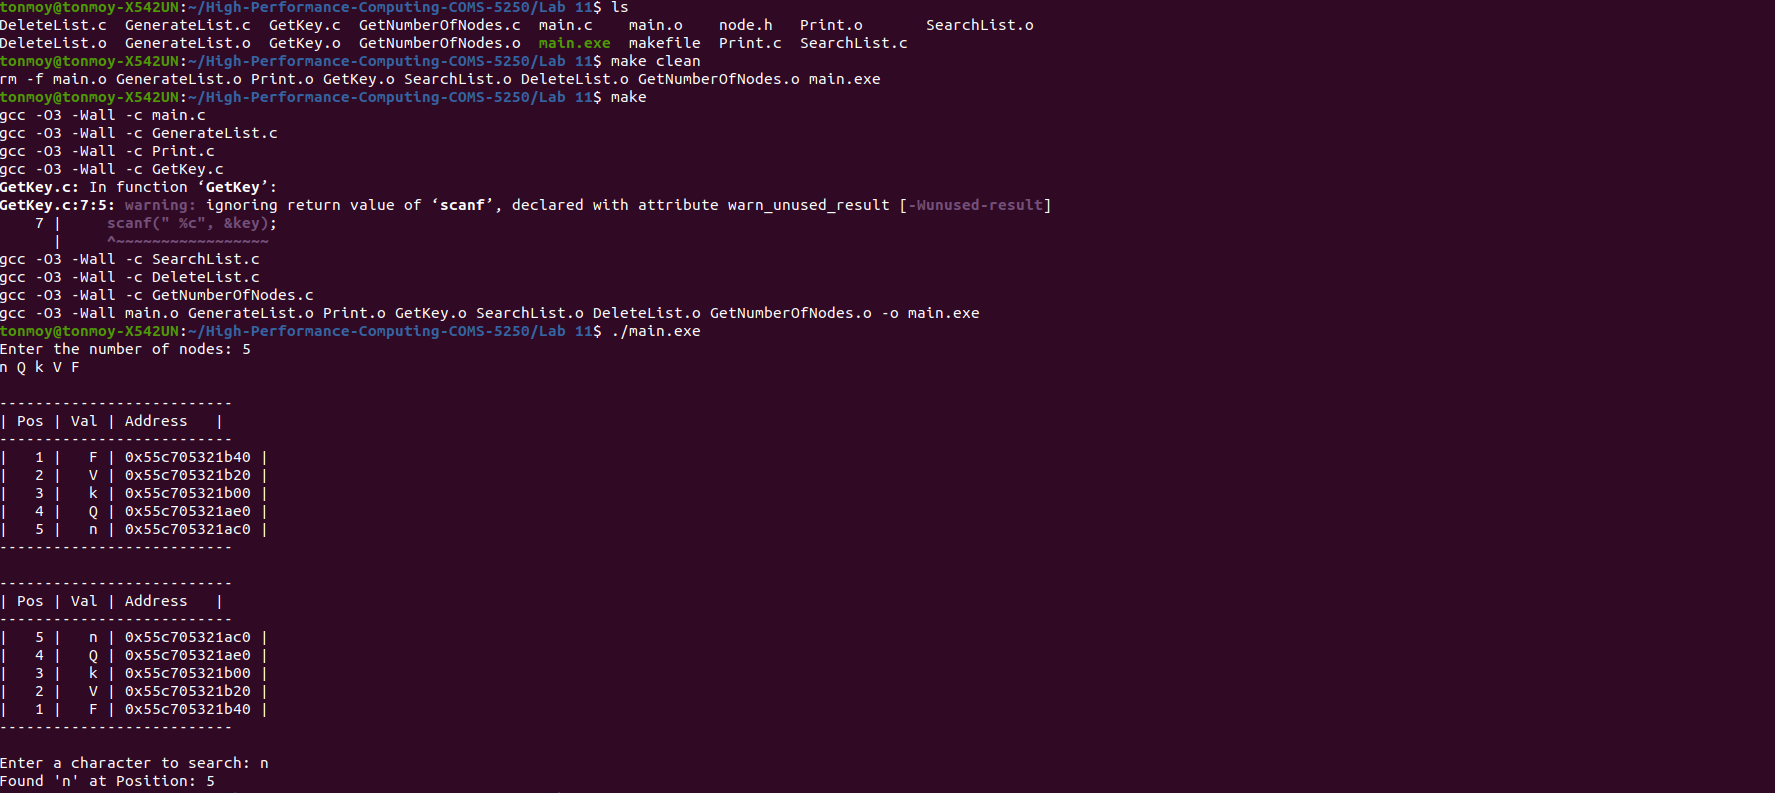 tonmoy@tonmoy-X542UN:~/High-Performance-Computing-COMS-5250/Lab 11$ ls
DeleteList.c  GenerateList.c  GetKey.c  GetNumberOfNodes.c  main.c    main.o    node.h   Print.o       SearchList.o
DeleteList.o  GenerateList.o  GetKey.o  GetNumberOfNodes.o  main.exe  makefile  Print.c  SearchList.c
tonmoy@tonmoy-X542UN:~/High-Performance-Computing-COMS-5250/Lab 11$ make clean
rm -f main.o GenerateList.o Print.o GetKey.o SearchList.o DeleteList.o GetNumberOfNodes.o main.exe
tonmoy@tonmoy-X542UN:~/High-Performance-Computing-COMS-5250/Lab 11$ make
gcc -O3 -Wall -c main.c
gcc -O3 -Wall -c GenerateList.c
gcc -O3 -Wall -c Print.c
gcc -O3 -Wall -c GetKey.c
GetKey.c: In function ‘GetKey’:
GetKey.c:7:5: warning: ignoring return value of ‘scanf’, declared with attribute warn_unused_result [-Wunused-result]
    7 |     scanf(" %c", &key);
      |     ^~~~~~~~~~~~~~~~~~
gcc -O3 -Wall -c SearchList.c
gcc -O3 -Wall -c DeleteList.c
gcc -O3 -Wall -c GetNumberOfNodes.c
gcc -O3 -Wall main.o GenerateList.o Print.o GetKey.o SearchList.o DeleteList.o GetNumberOfNodes.o -o main.exe
tonmoy@tonmoy-X542UN:~/High-Performance-Computing-COMS-5250/Lab 11$ ./main.exe
Enter the number of nodes: 5
n Q k V F
--------------------------
| Pos | Val | Address   |
--------------------------
|   1 |   F | 0x55c705321b40 |
|   2 |   V | 0x55c705321b20 |
|   3 |   k | 0x55c705321b00 |
|   4 |   Q | 0x55c705321ae0 |
|   5 |   n | 0x55c705321ac0 |
--------------------------
--------------------------
| Pos | Val | Address   |
--------------------------
|   5 |   n | 0x55c705321ac0 |
|   4 |   Q | 0x55c705321ae0 |
|   3 |   k | 0x55c705321b00 |
|   2 |   V | 0x55c705321b20 |
|   1 |   F | 0x55c705321b40 |
--------------------------
Enter a character to search: n
Found 'n' at Position: 5